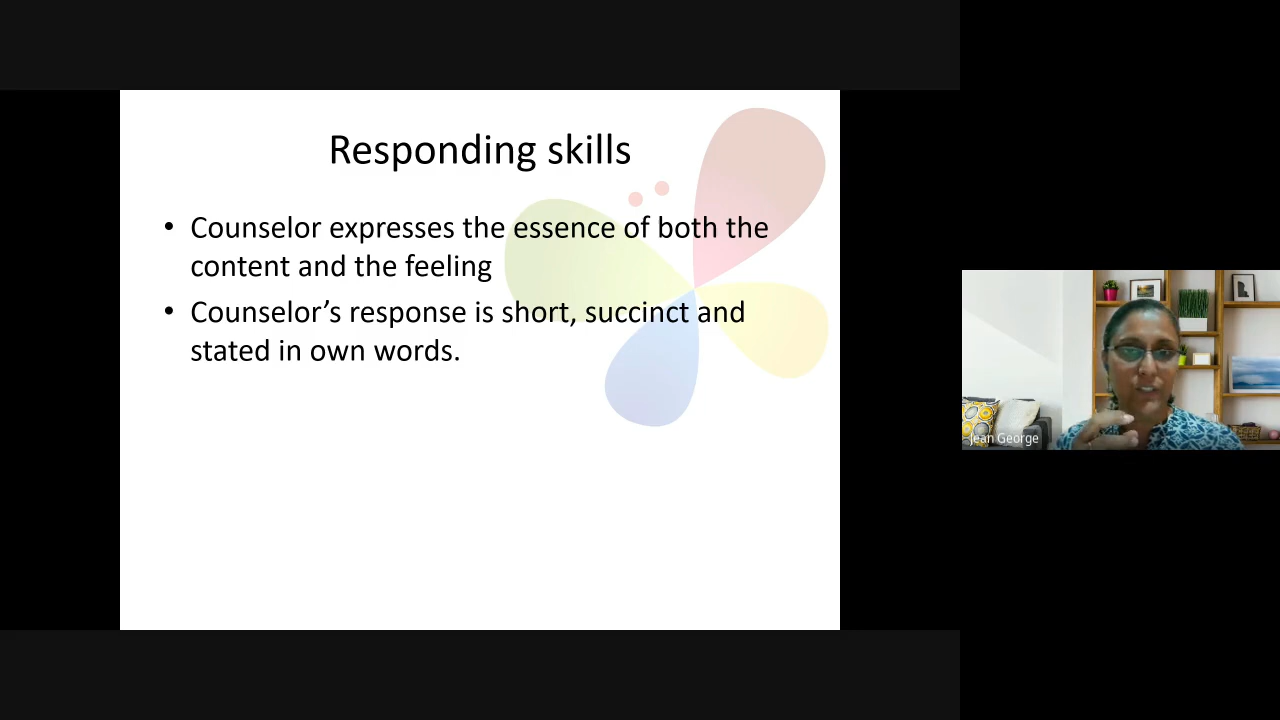 Responding skills
• Counselor expresses the essence of both the
content and the feeling
• Counselor’s response is short, succinct and
stated in own words.
Jean George